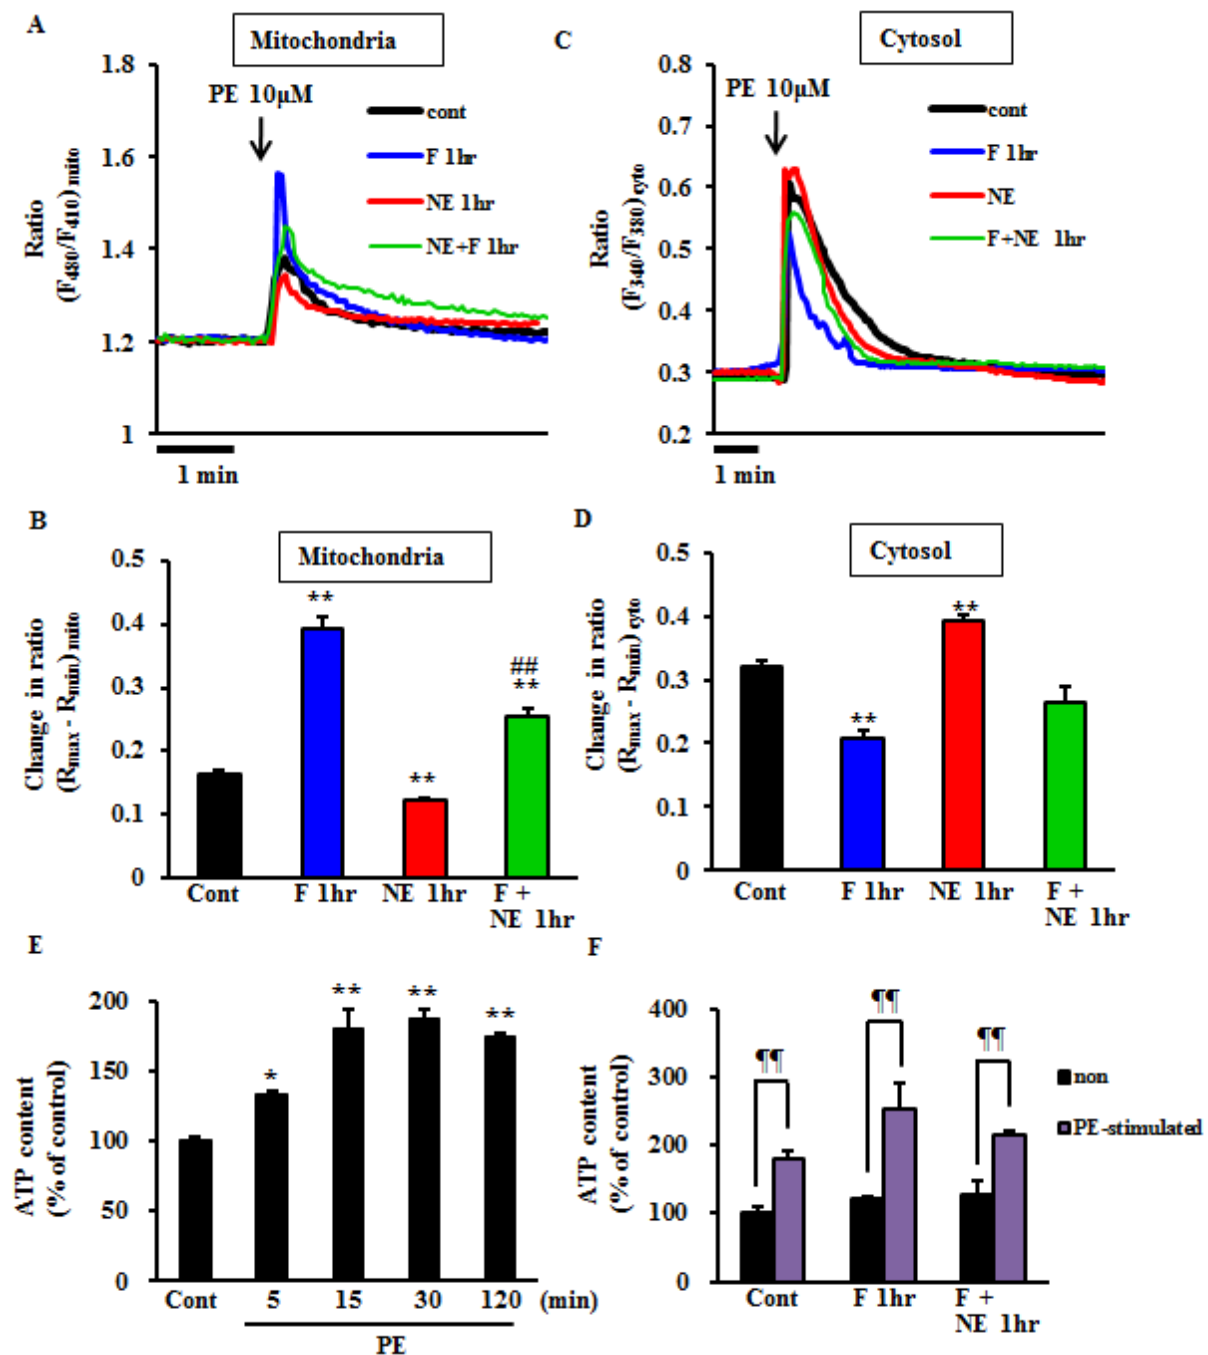 A
Mitochondria
1.8
1.6
1.4
1.2
1
Ratio
(F480/F410) mito
PE 10μM
cont
F 1hr
NE 1hr
NE+F 1hr
1 min
C
Cytosol
0.8
0.7
0.6
0.5
0.4
0.3
0.2
Ratio
(F340/F380) cyto
PE 10μM
cont
F 1hr
NE
F+NE 1hr
1 min
B
Mitochondria
0.5
0.4
0.3
0.2
0.1
0
Change in ratio
(Rmax - Rmin) mito
**
**
##
**
Cont
F 1hr
NE 1hr
F +
NE 1hr
D
Cytosol
0.5
0.4
0.3
0.2
0.1
0
Change in ratio
(Rmax - Rmin) cyto
**
**
Cont
F 1hr
NE 1hr
F +
NE 1hr
E
200
150
100
50
0
ATP content
(% of control)
*
**
**
**
Cont
5
15
30
120
(min)
PE
F
400
300
200
100
0
ATP content
(% of control)
¶¶
¶¶
¶¶
non
PE-stimulated
Cont
F 1hr
F +
NE 1hr